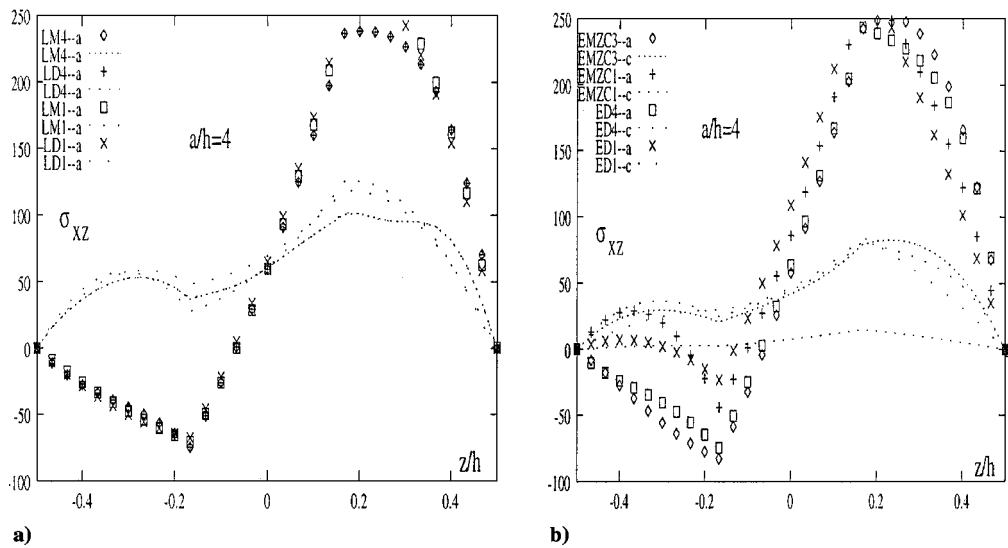 250
LM4--a
LM4--a
LD4--a
LD4--a
LM1--a
LM1--a
LD1--a
LD1--a
a/h=4
σXZ
200
150
100
50
0
-50
-100
-0.4
-0.2
0
0.2
0.4
z/h
a)
250
EMZC3--a
EMZC3--c
EMZC1--a
EMZC1--c
ED4--a
ED4--c
ED1--a
ED1--c
a/h=4
σXZ
200
150
100
50
0
-50
-100
-0.4
-0.2
0
0.2
0.4
z/h
b)